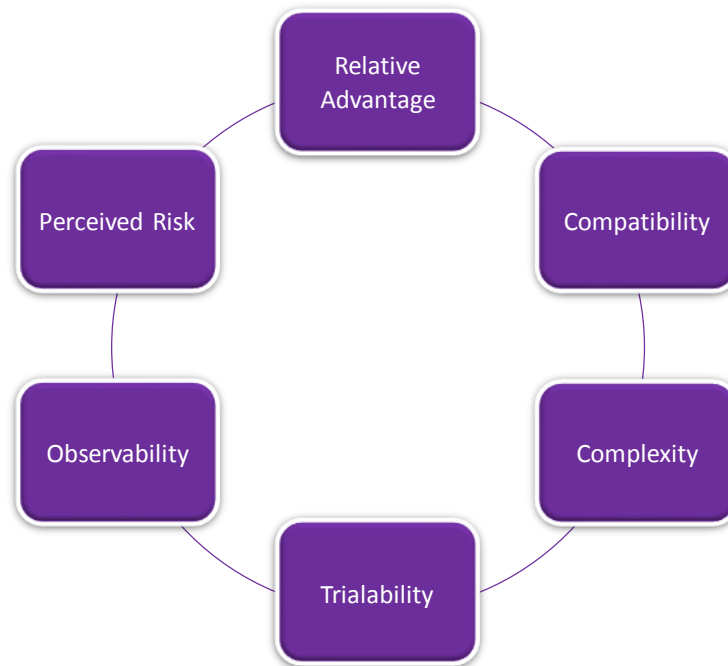 Relative
Advantage
Compatibility
Complexity
Trialability
Observability
Perceived Risk